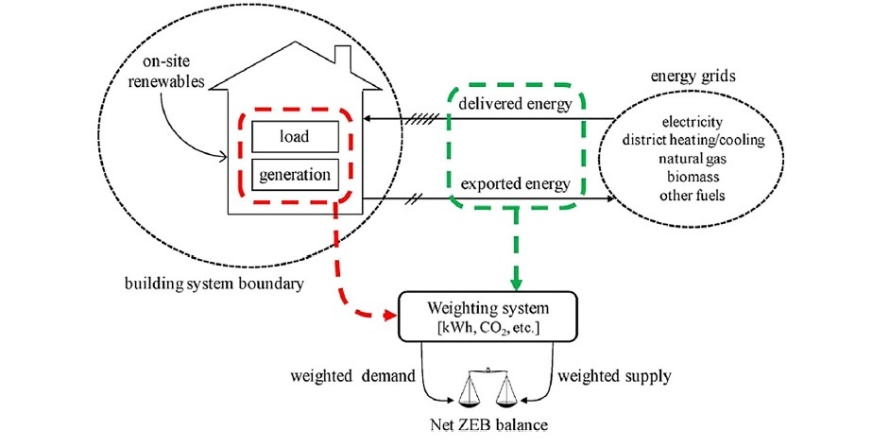 on-site
renewables
load
generation
building system boundary
delivered energy
exported energy
energy grids
electricity
district heating/cooling
natural gas
biomass
other fuels
Weighting system
[kWh, CO₂, etc.]
weighted demand
weighted supply
Net ZEB balance